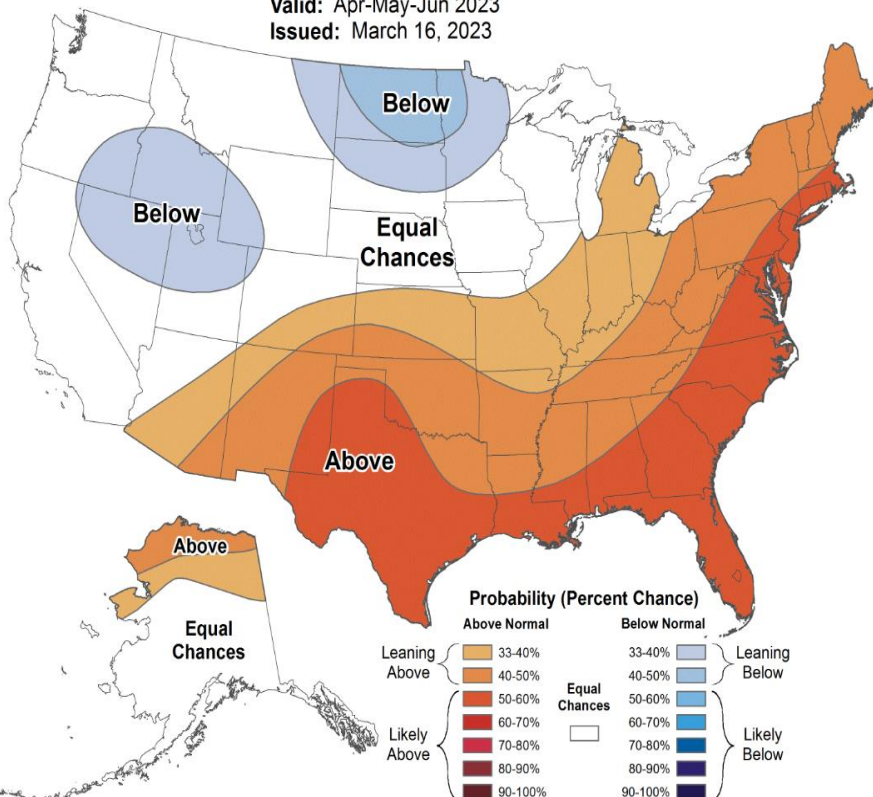 Valid: Apr-May-Jun 2023
Issued: March 16, 2023
Below
Below
Equal
Chances
Above
Above
Equal
Chances
Probability (Percent Chance)
Above Normal
Below Normal
Leaning
Above
33-40%
40-50%
Likely
Above
50-60%
60-70%
70-80%
80-90%
90-100%
Equal
Chances
33-40%
40-50%
Leaning
Below
50-60%
60-70%
70-80%
80-90%
90-100%
Likely
Below